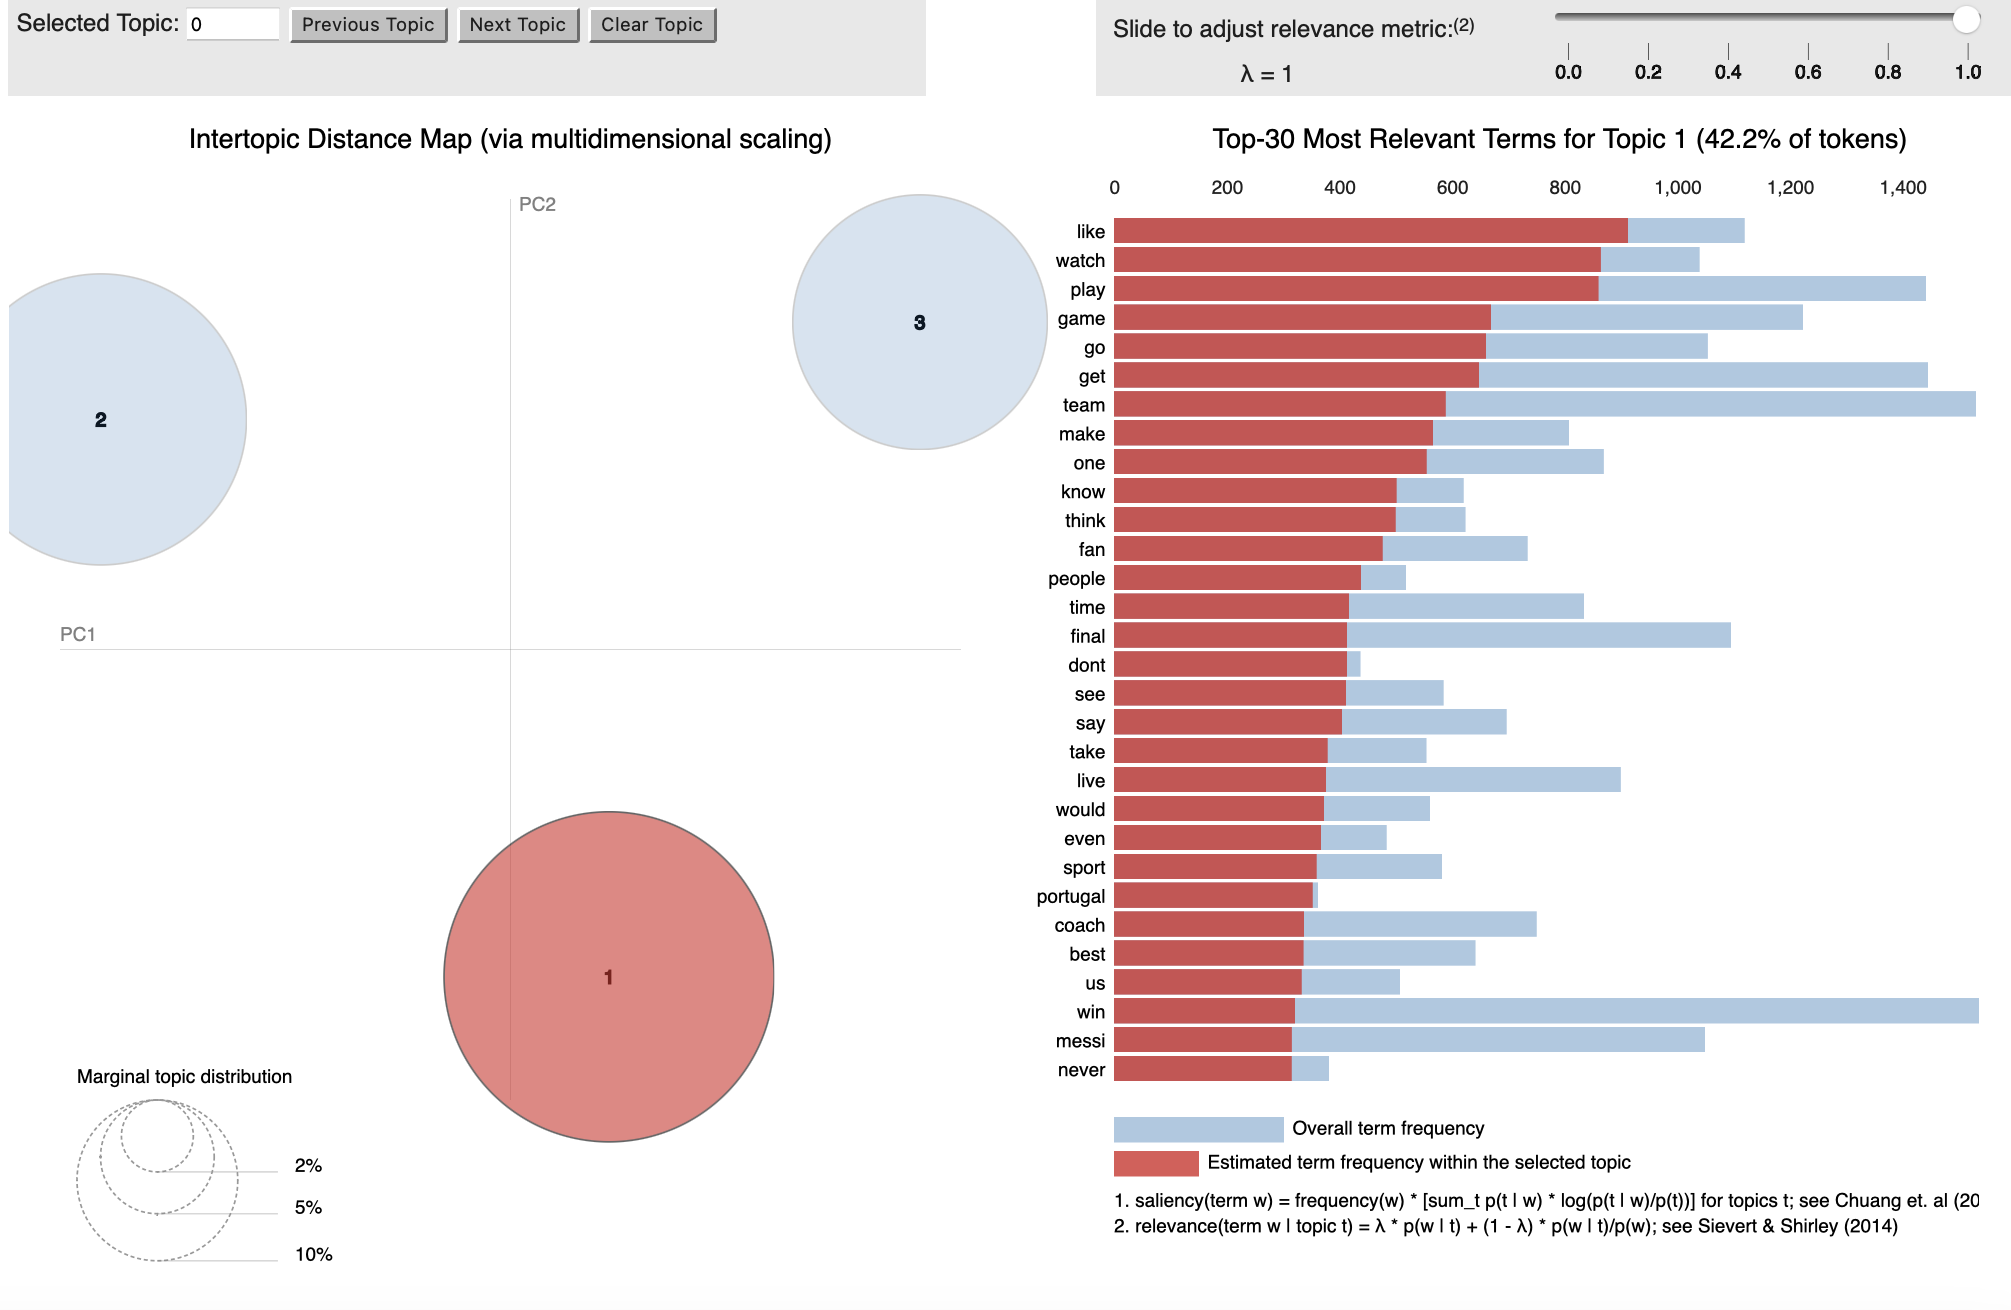 Selected Topic: 0 Previous Topic Next Topic Clear Topic
Slide to adjust relevance metric:(2)
λ = 1
0.0 0.2 0.4 0.6 0.8 1.0
Intertopic Distance Map (via multidimensional scaling)
PC2
PC1
2
3
1
Marginal topic distribution
2%
5%
10%
Top-30 Most Relevant Terms for Topic 1 (42.2% of tokens)
0 200 400 600 800 1,000 1,200 1,400
like
watch
play
game
go
get
team
make
one
know
think
fan
people
time
final
dont
see
say
take
live
would
even
sport
portugal
coach
best
us
win
messi
never
Overall term frequency
Estimated term frequency within the selected topic
1. saliency(term w) = frequency(w) * [sum_t p(t | w) * log(p(t | w)/p(t))] for topics t; see Chuang et. al (20
2. relevance(term w | topic t) = λ * p(w | t) + (1 - λ) * p(w | t)/p(w); see Sievert & Shirley (2014)